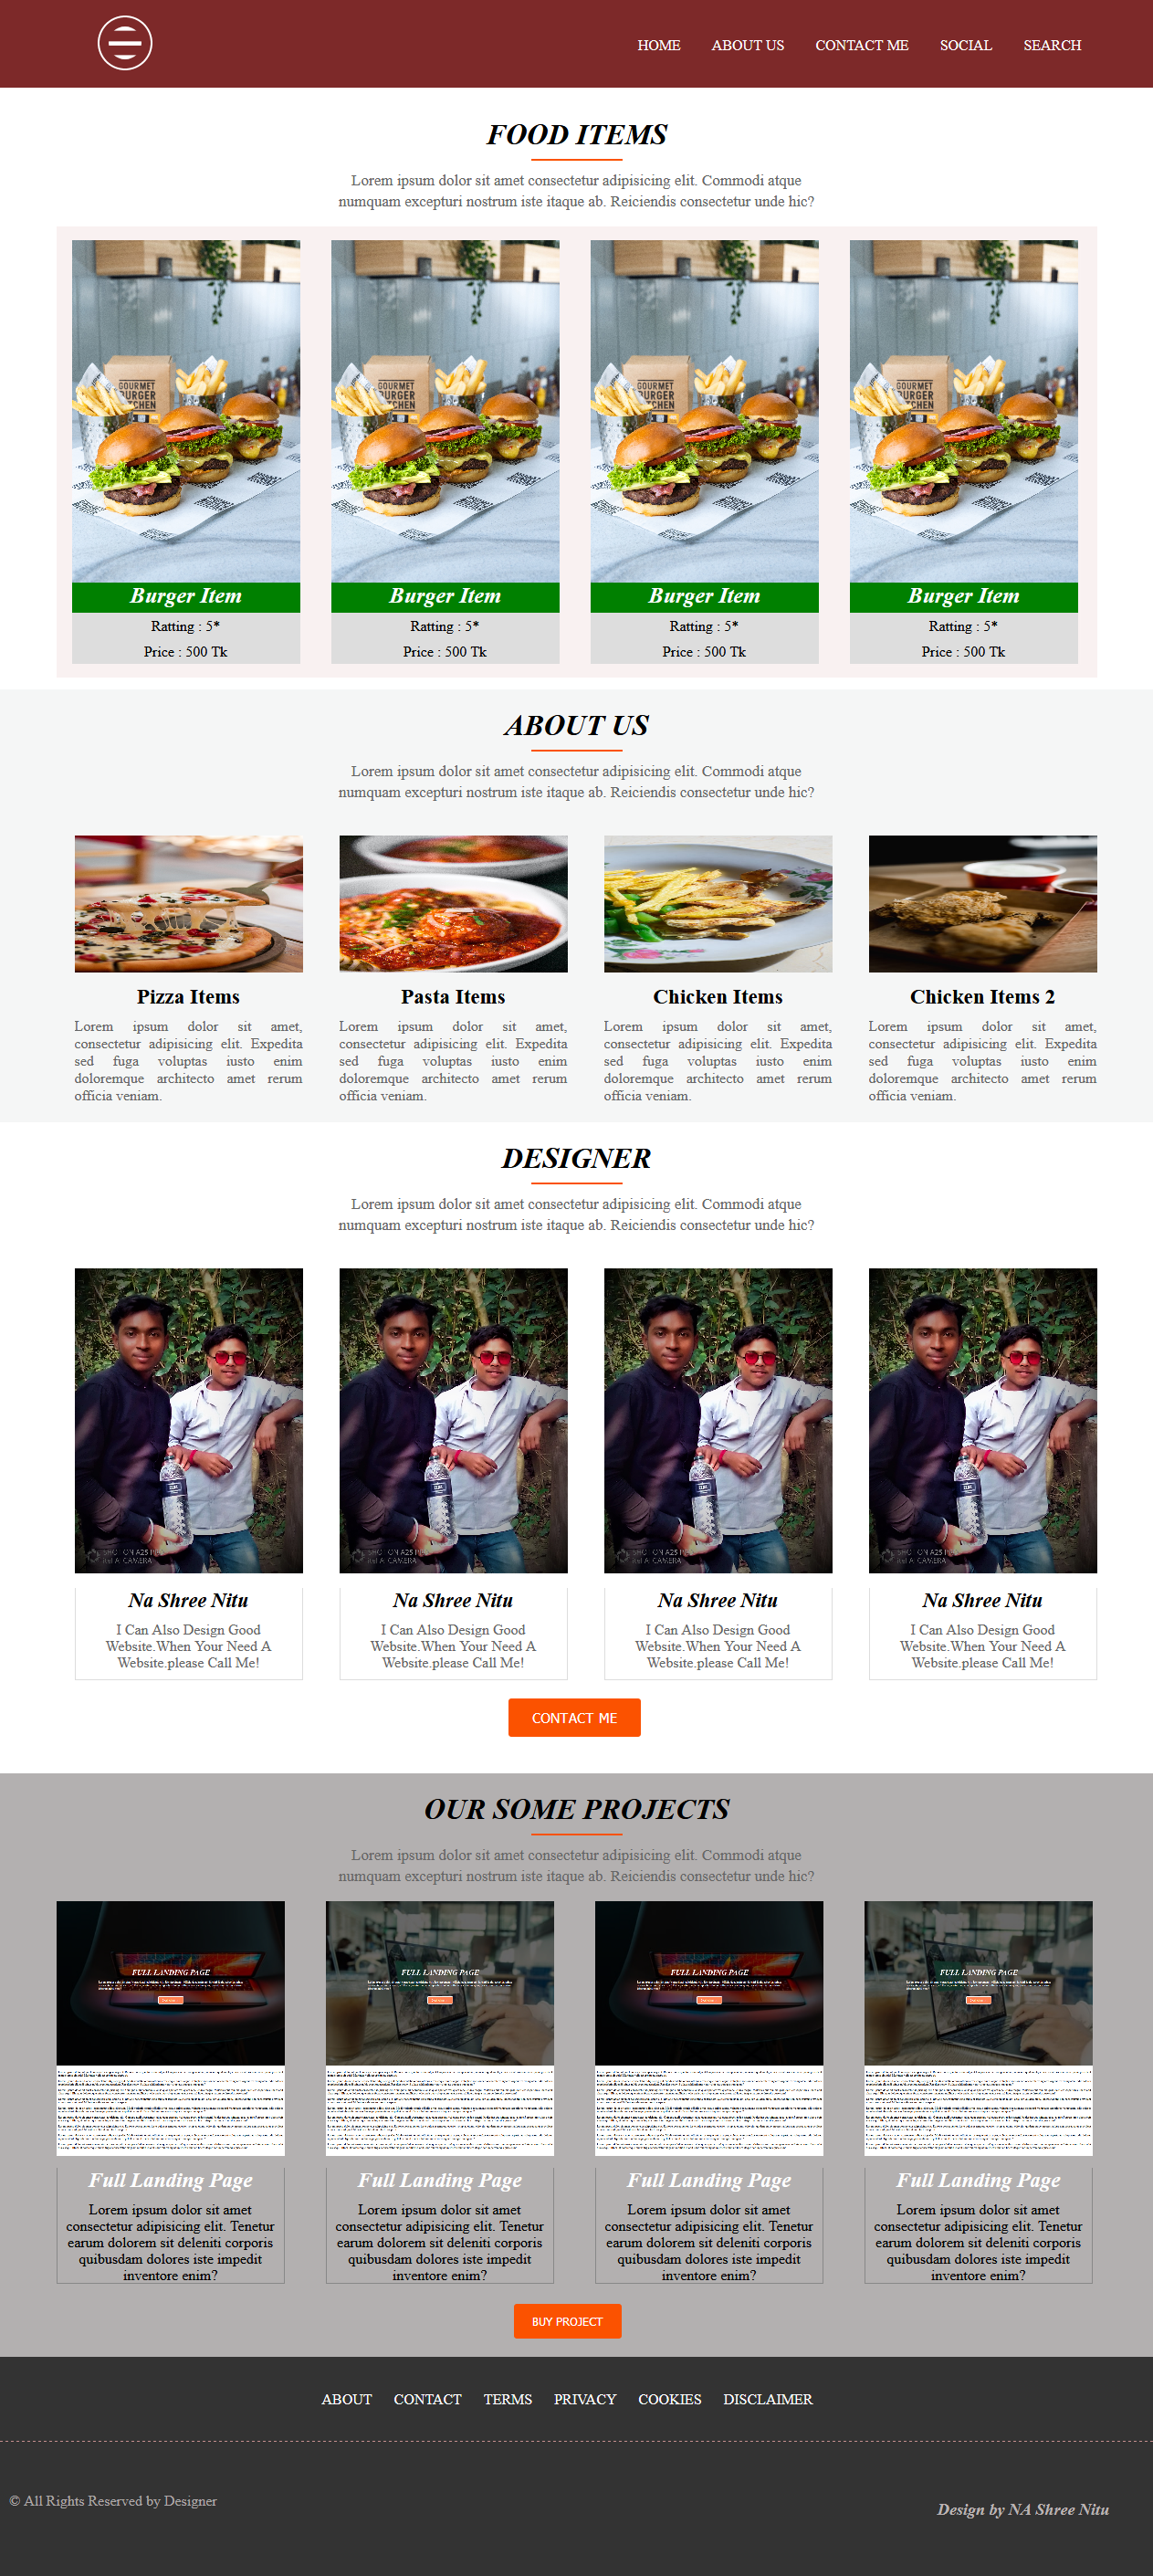 HOME ABOUT US CONTACT ME SOCIAL SEARCH
FOOD ITEMS
Lorem ipsum dolor sit amet consectetur adipisicing elit. Commodi atque
numquam excepturi nostrum iste itaque ab. Reiciendis consectetur unde hic?
GOURMET
BURGER
KITCHEN
GOURMET
BURGER
KITCHEN
GOURMET
BURGER
KITCHEN
GOURMET
BURGER
KITCHEN
Burger Item Burger Item Burger Item Burger Item
Ratting : 5* Ratting : 5* Ratting : 5* Ratting : 5*
Price : 500 Tk Price : 500 Tk Price : 500 Tk Price : 500 Tk
ABOUT US
Lorem ipsum dolor sit amet consectetur adipisicing elit. Commodi atque
numquam excepturi nostrum iste itaque ab. Reiciendis consectetur unde hic?
Pizza Items
Lorem ipsum dolor sit amet,
consectetur adipisicing elit. Expedita
sed fuga voluptas iusto enim
doloremque architecto amet rerum
officia veniam.
Pasta Items
Lorem ipsum dolor sit amet,
consectetur adipisicing elit. Expedita
sed fuga voluptas iusto enim
doloremque architecto amet rerum
officia veniam.
Chicken Items
Lorem ipsum dolor sit amet,
consectetur adipisicing elit. Expedita
sed fuga voluptas iusto enim
doloremque architecto amet rerum
officia veniam.
Chicken Items 2
Lorem ipsum dolor sit amet,
consectetur adipisicing elit. Expedita
sed fuga voluptas iusto enim
doloremque architecto amet rerum
officia veniam.
DESIGNER
Lorem ipsum dolor sit amet consectetur adipisicing elit. Commodi atque
numquam excepturi nostrum iste itaque ab. Reiciendis consectetur unde hic?
Na Shree Nitu
I Can Also Design Good
Website.When Your Need A
Website.please Call Me!
Na Shree Nitu
I Can Also Design Good
Website.When Your Need A
Website.please Call Me!
Na Shree Nitu
I Can Also Design Good
Website.When Your Need A
Website.please Call Me!
Na Shree Nitu
I Can Also Design Good
Website.When Your Need A
Website.please Call Me!
CONTACT ME
OUR SOME PROJECTS
Lorem ipsum dolor sit amet consectetur adipisicing elit. Commodi atque
numquam excepturi nostrum iste itaque ab. Reiciendis consectetur unde hic?
FULL LANDING PAGE FULL LANDING PAGE FULL LANDING PAGE FULL LANDING PAGE
Full Landing Page
Lorem ipsum dolor sit amet
consectetur adipisicing elit. Tenetur
earum dolorem sit deleniti corporis
quibusdam dolores iste impedit
inventore enim?
Full Landing Page
Lorem ipsum dolor sit amet
consectetur adipisicing elit. Tenetur
earum dolorem sit deleniti corporis
quibusdam dolores iste impedit
inventore enim?
Full Landing Page
Lorem ipsum dolor sit amet
consectetur adipisicing elit. Tenetur
earum dolorem sit deleniti corporis
quibusdam dolores iste impedit
inventore enim?
Full Landing Page
Lorem ipsum dolor sit amet
consectetur adipisicing elit. Tenetur
earum dolorem sit deleniti corporis
quibusdam dolores iste impedit
inventore enim?
BUY PROJECT
ABOUT CONTACT TERMS PRIVACY COOKIES DISCLAIMER
© All Rights Reserved by Designer
Design by NA Shree Nitu